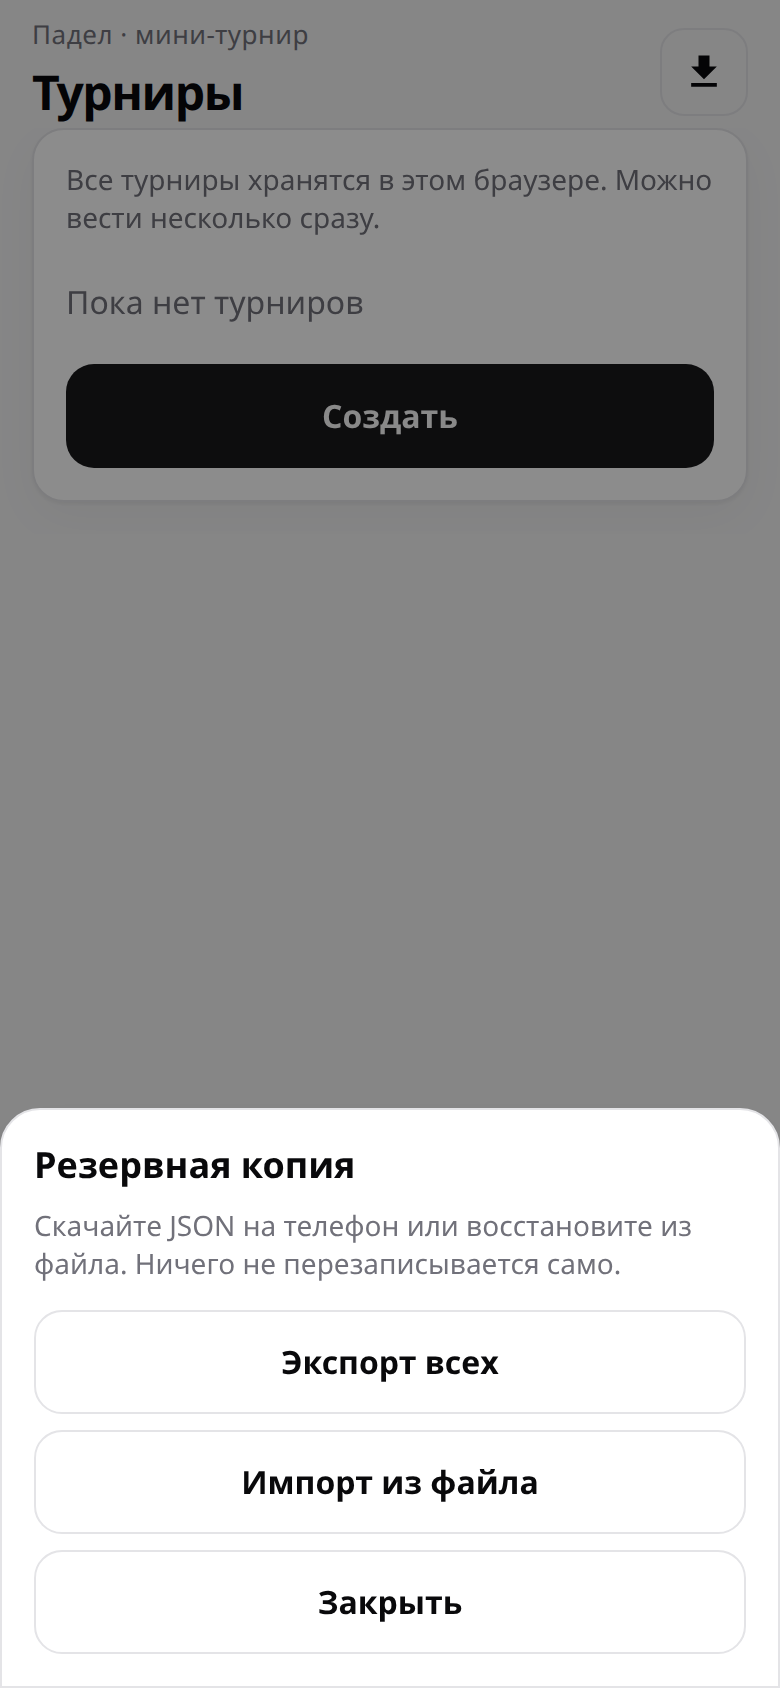 Падел · мини-турнир
Турниры
Все турниры хранятся в этом браузере. Можно
вести несколько сразу.
Пока нет турниров
Создать
Резервная копия
Скачайте JSON на телефон или восстановите из
файла. Ничего не перезаписывается само.
Экспорт всех
Импорт из файла
Закрыть